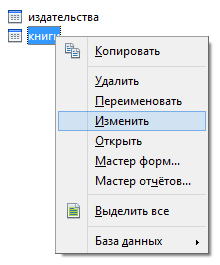 издательства
книги
Копировать
Удалить
Переименовать
Изменить
Открыть
Мастер форм...
Мастер отчётов...
Выделить все
База данных